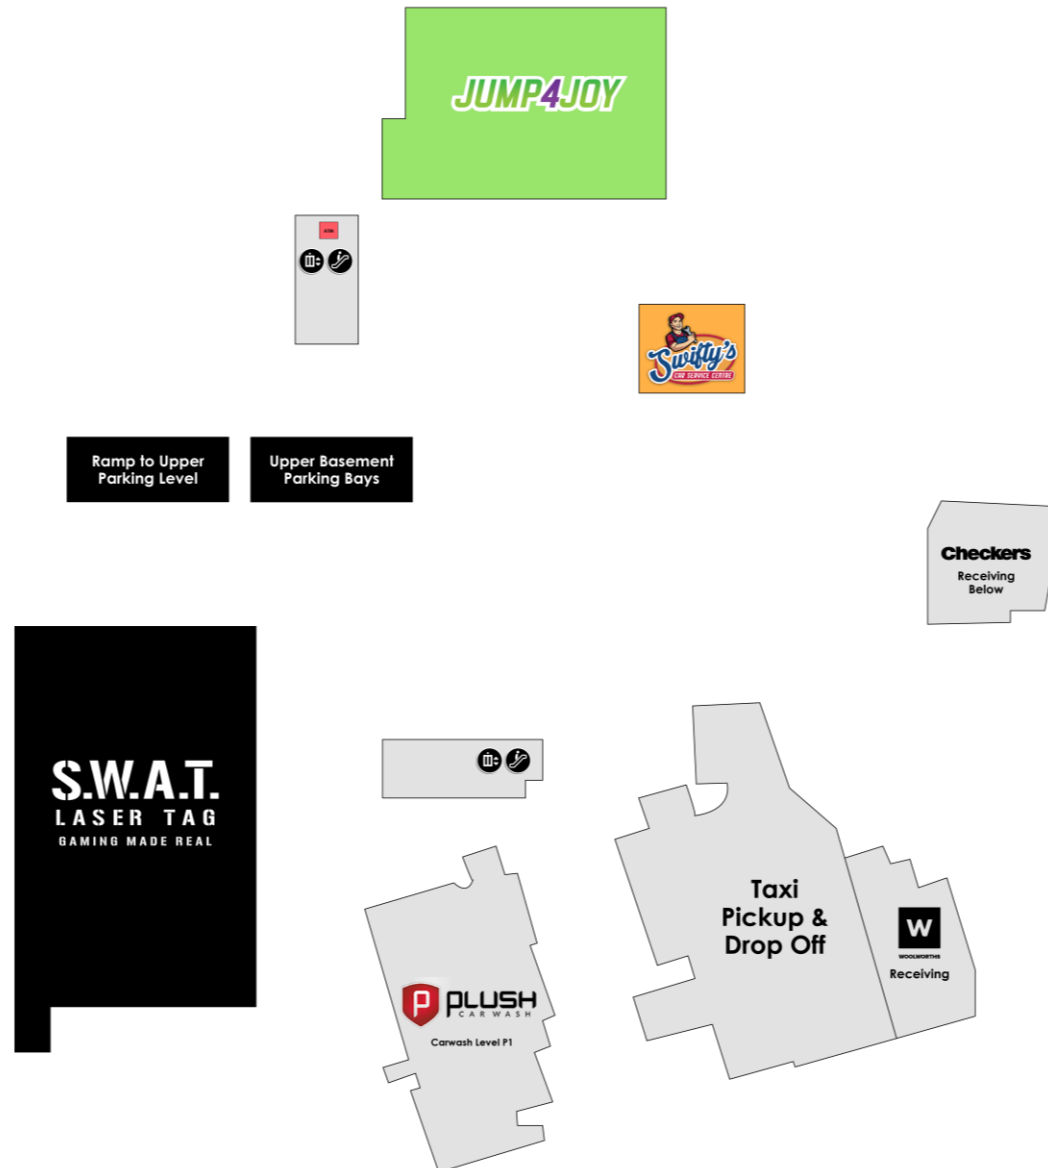 JUMP4JOY
ATM
Swifty's
CAR SERVICE CENTRE
Ramp to Upper
Parking Level
Upper Basement
Parking Bays
Checkers
Receiving
Below
S.W.A.T.
LASER TAG
GAMING MADE REAL
Taxi
Pickup &
Drop Off
W
WOOLWORTHS
Receiving
P PLUSH
CAR WASH
Carwash Level P1